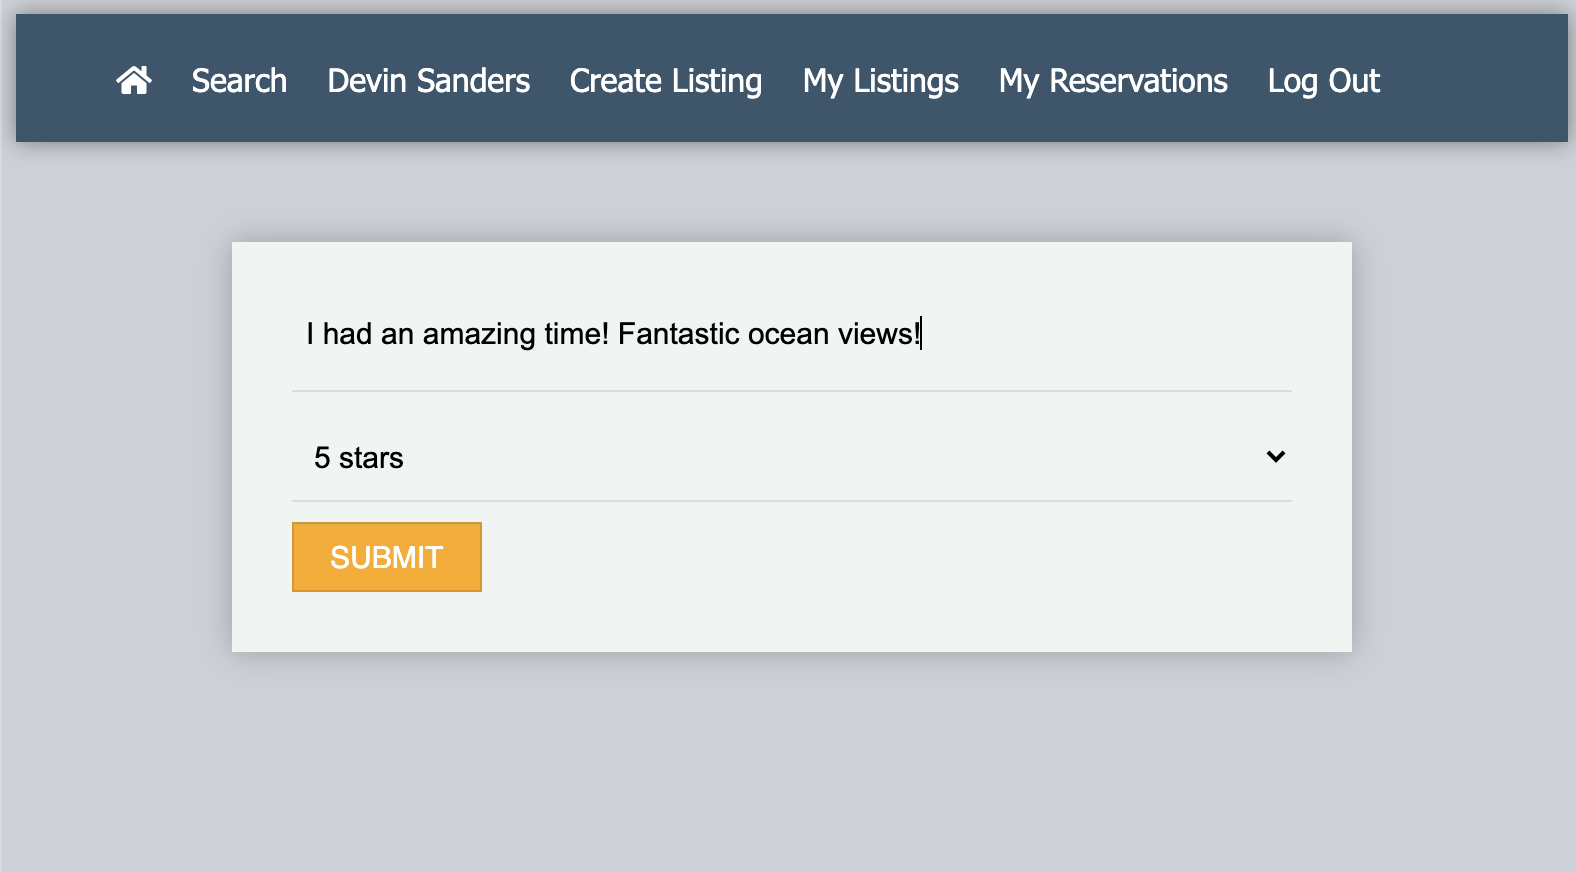 Search Devin Sanders Create Listing My Listings My Reservations Log Out
I had an amazing time! Fantastic ocean views!
5 stars
SUBMIT